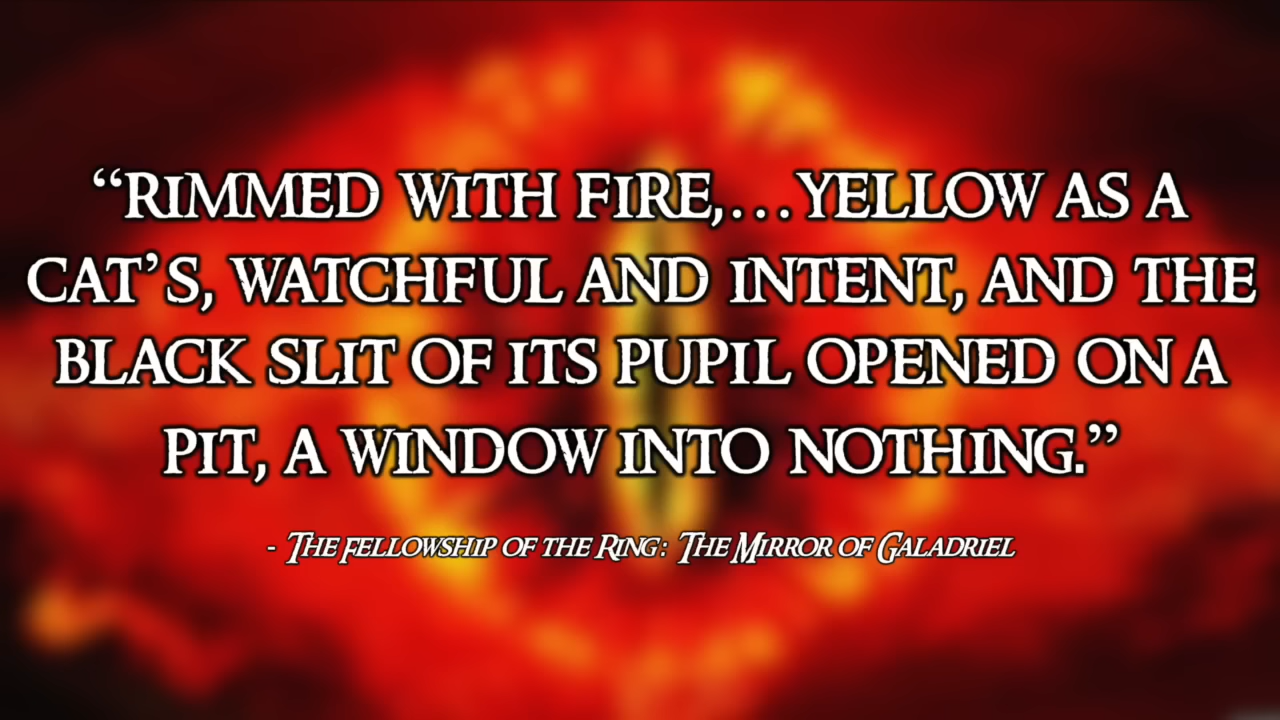 “RIMMED WITH FIRE,...YELLOW AS A
CAT’S, WATCHFUL AND INTENT, AND THE
BLACK SLIT OF ITS PUPIL OPENED ON A
PIT, A WINDOW INTO NOTHING.”
- THE FELLOWSHIP OF THE RING: THE MIRROR OF GALADRIEL